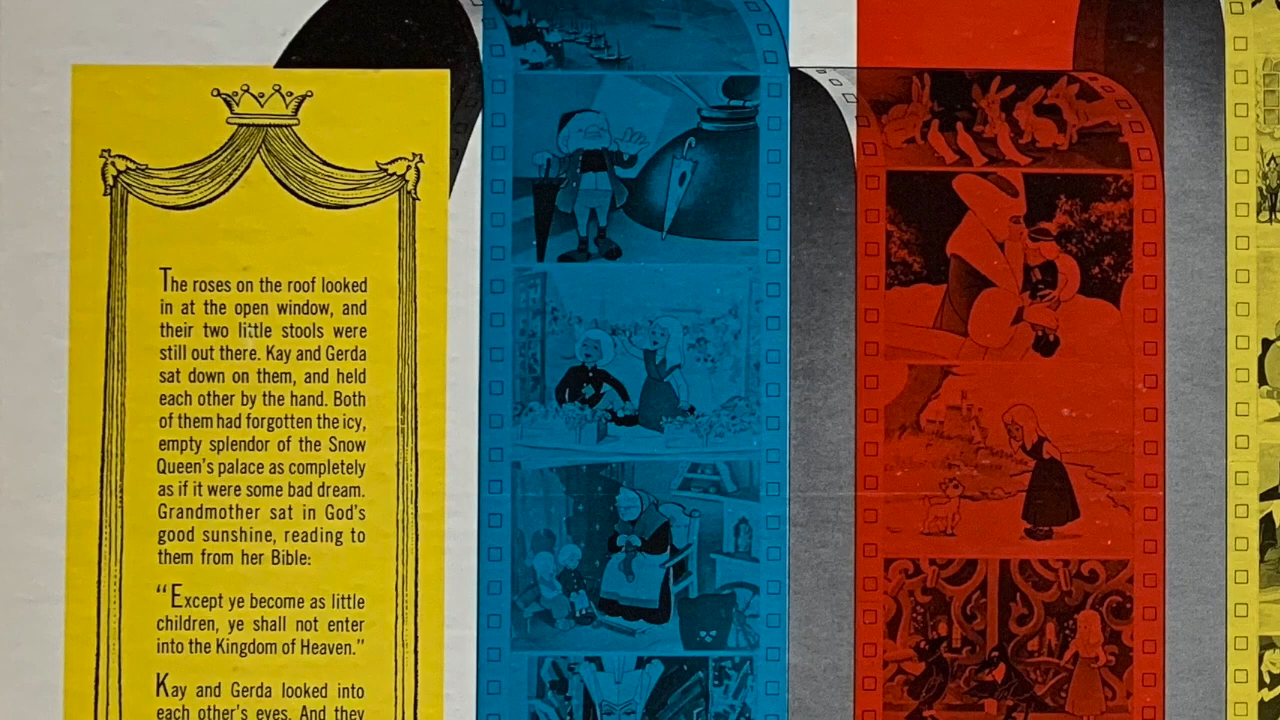 The roses on the roof looked
in at the open window, and
their two little stools were
still out there. Kay and Gerda
sat down on them, and held
each other by the hand. Both
of them had forgotten the icy,
empty splendor of the Snow
Queen's palace as completely
as if it were some bad dream.
Grandmother sat in God's
good sunshine, reading to
them from her Bible:
"Except ye become as little
children, ye shall not enter
into the Kingdom of Heaven."
Kay and Gerda looked into
each other's eyes. And they